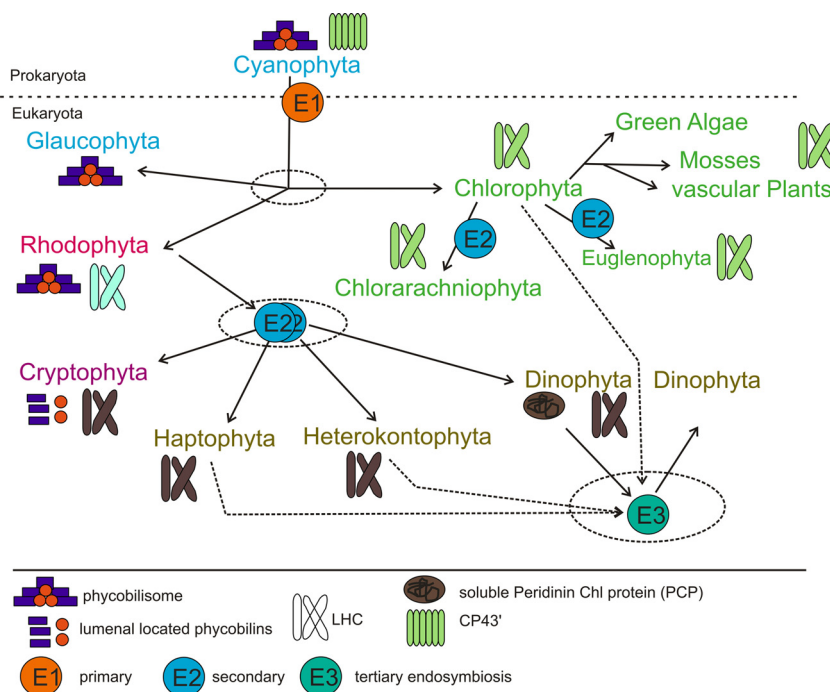 Cyanophyta
Prokaryota
E1
Eukaryota
Glaucophyta
Green Algae
Mosses
vascular Plants
Chlorophyta
E2
E2
Rhodophyta
Euglenophyta
Chlorarachniophyta
E22
Cryptophyta
Dinophyta
Dinophyta
Haptophyta
Heterokontophyta
E3
phycobilisome
lumenal located phycobilins
LHC
soluble Peridinin Chl protein (PCP)
CP43'
E1 primary
E2 secondary
E3 tertiary endosymbiosis